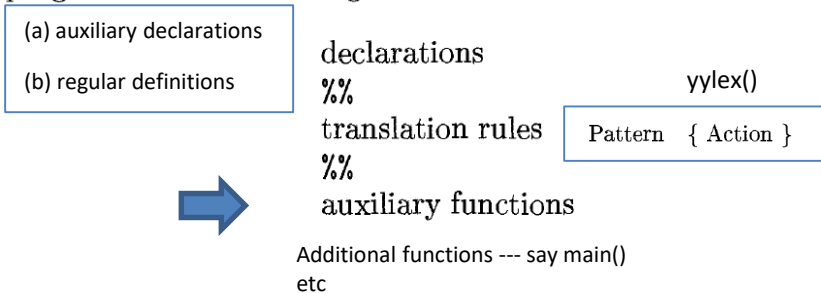 (a) auxiliary declarations
(b) regular definitions
declarations
%%
translation rules
%%
auxiliary functions
yylex()
Pattern { Action }
Additional functions --- say main()
etc